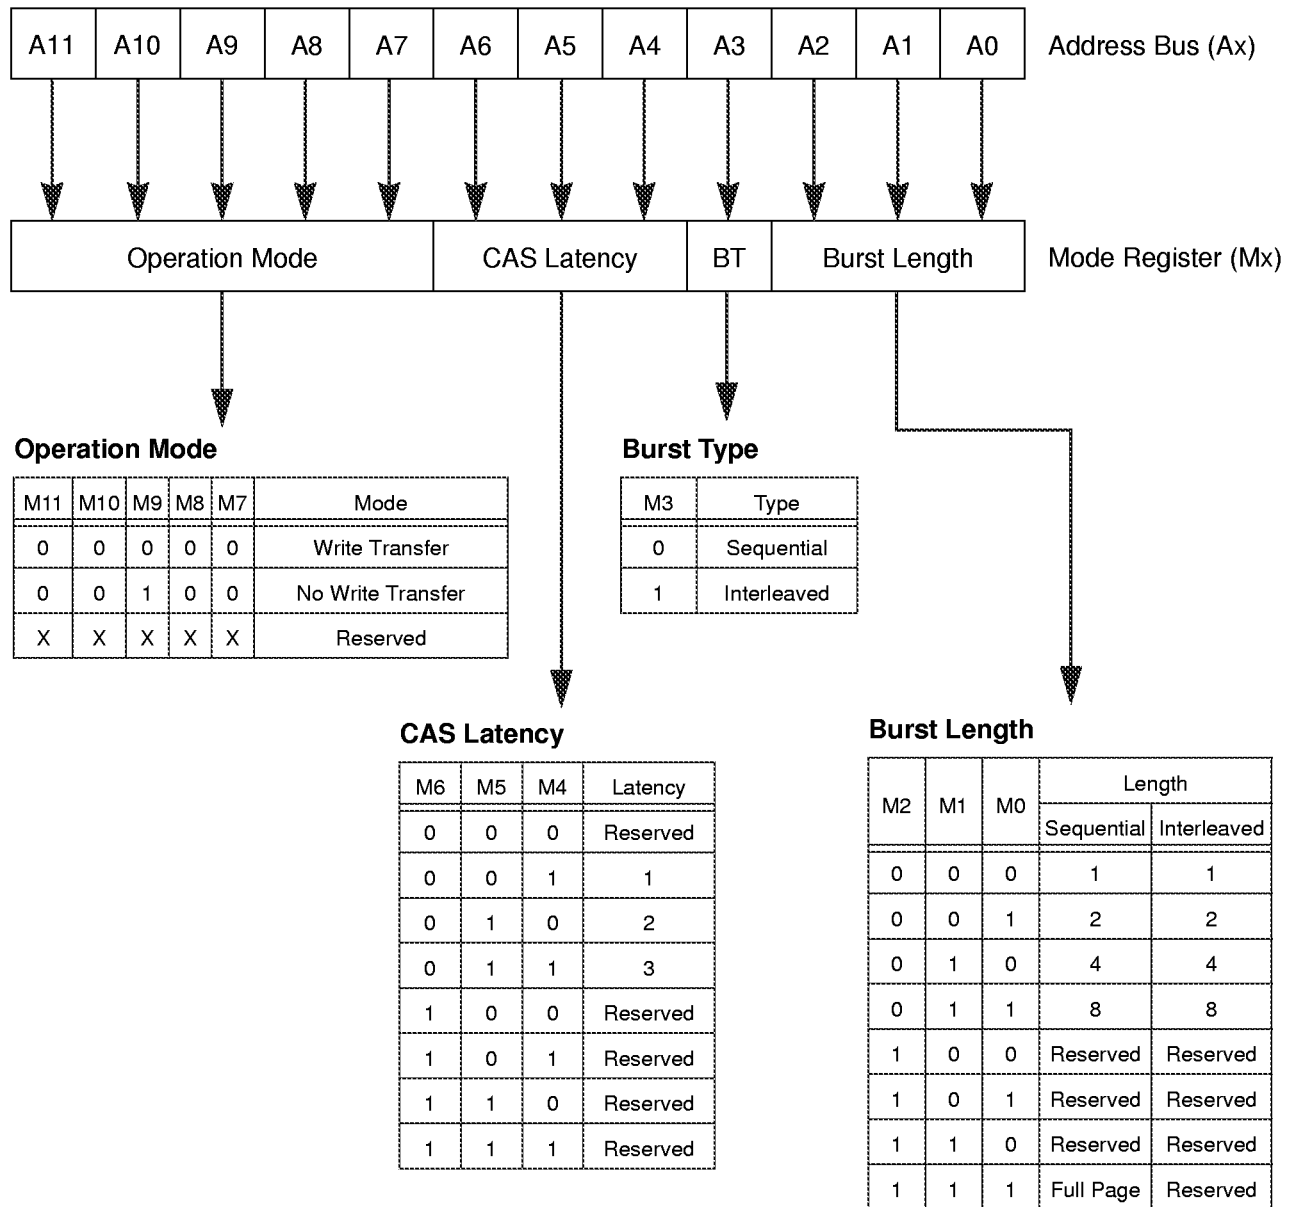 A11 A10 A9 A8 A7 A6 A5 A4 A3 A2 A1 A0 Address Bus (Ax)
Operation Mode CAS Latency BT Burst Length Mode Register (Mx)
Operation Mode
M11 M10 M9 M8 M7 Mode
0 0 0 0 0 Write Transfer
0 0 1 0 0 No Write Transfer
X X X X X Reserved
Burst Type
M3 Type
0 Sequential
1 Interleaved
CAS Latency
M6 M5 M4 Latency
0 0 0 Reserved
0 0 1 1
0 1 0 2
0 1 1 3
1 0 0 Reserved
1 0 1 Reserved
1 1 0 Reserved
1 1 1 Reserved
Burst Length
M2 M1 M0 Length
Sequential Interleaved
0 0 0 1 1
0 0 1 2 2
0 1 0 4 4
0 1 1 8 8
1 0 0 Reserved Reserved
1 0 1 Reserved Reserved
1 1 0 Reserved Reserved
1 1 1 Full Page Reserved